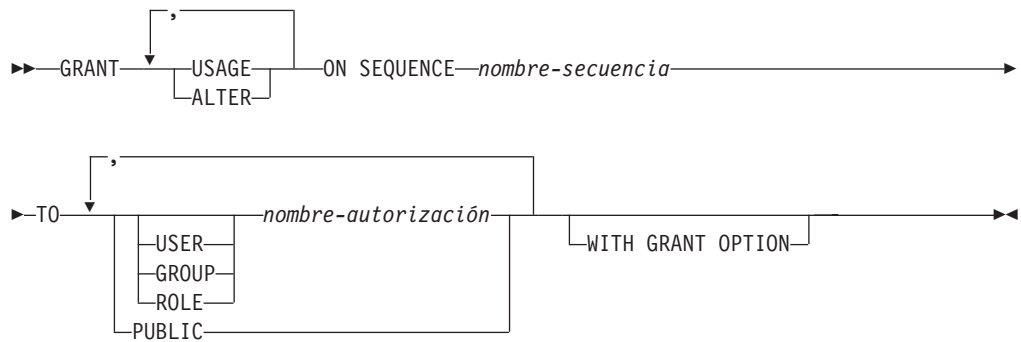 ,
GRANT USAGE ON SEQUENCE nombre-secuencia
ALTER
,
TO nombre-autorización
USER WITH GRANT OPTION
GROUP
ROLE
PUBLIC